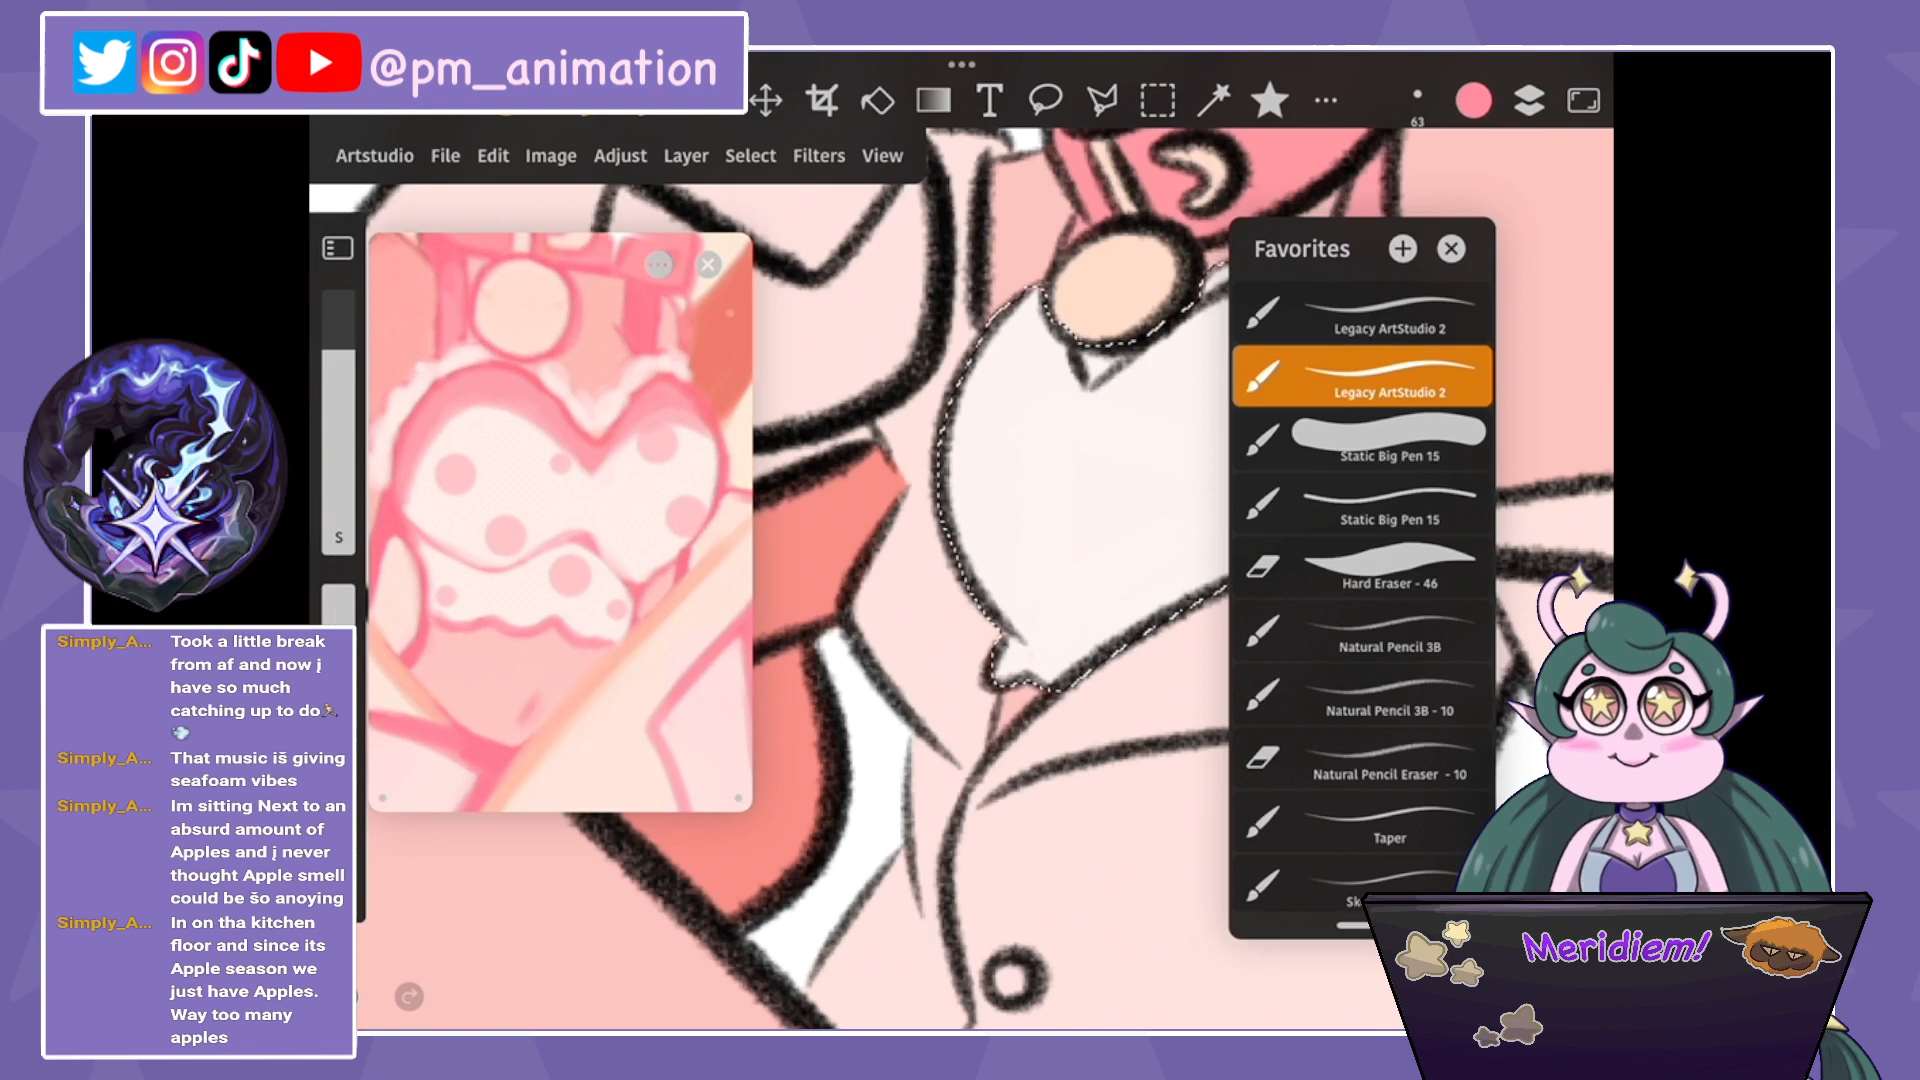 @pm_animation
63
Artstudio File Edit Image Adjust Layer Select Filters View
S
Favorites
Legacy ArtStudio 2
Legacy ArtStudio 2
Static Big Pen 15
Static Big Pen 15
Hard Eraser - 46
Natural Pencil 3B
Natural Pencil 3B - 10
Natural Pencil Eraser - 10
Taper
Simply_A... Took a little break
from af and now į
have so much
catching up to do
Simply_A... That music iš giving
seafoam vibes
Simply_A... Im sitting Next to an
absurd amount of
Apples and į never
thought Apple smell
could be šo anoying
Simply_A... In on tha kitchen
floor and since its
Apple season we
just have Apples.
Way too many
apples
Meridiem!